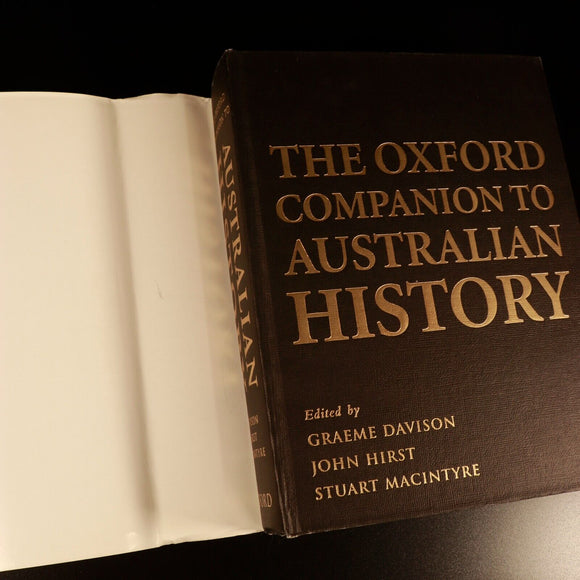 THE OXFORD
COMPANION TO
AUSTRALIAN
HISTORY
Edited by
GRAEME DAVISON
JOHN HIRST
STUART MACINTYRE
AUSTRALIAN